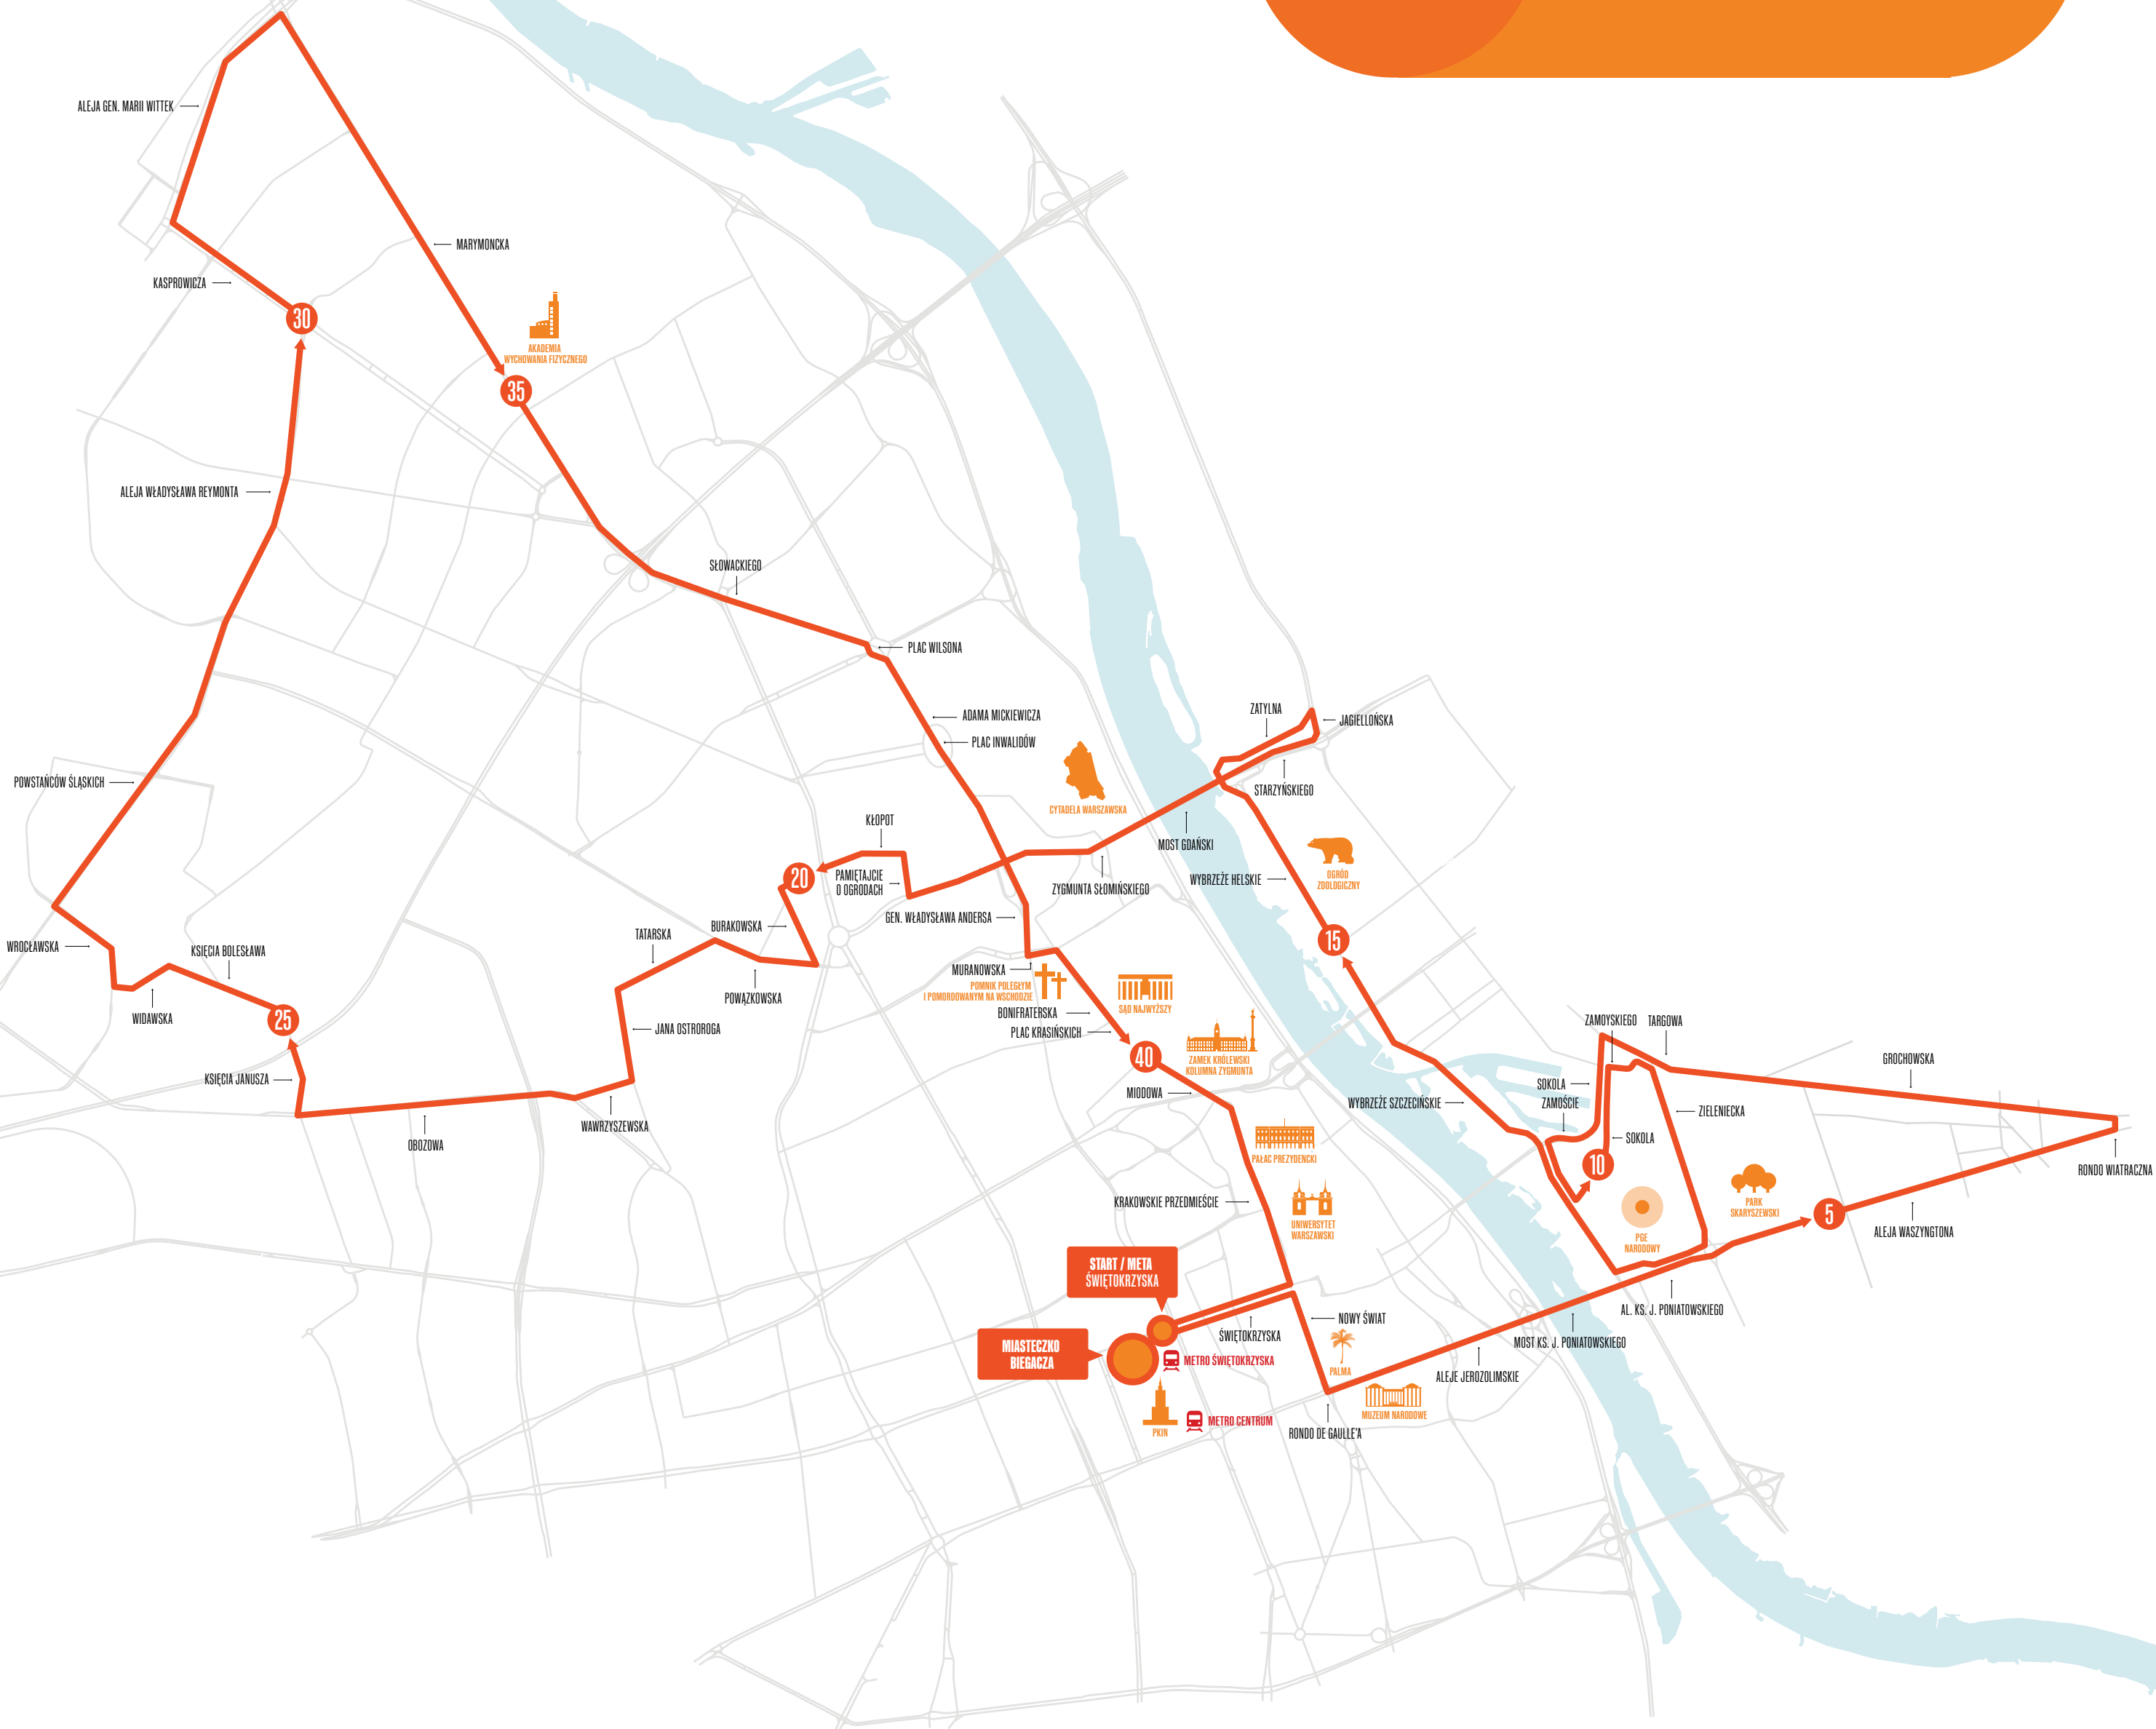 ALEJA GEN. MARII WITTEK
MARYMONCKA
KASPROWICZA
30
AKADEMIA
WYCHOWANIA FIZYCZNEGO
35
ALEJA WŁADYSŁAWA REYMONTA
SŁOWACKIEGO
PLAC WILSONA
ADAMA MICKIEWICZA
PLAC INWALIDÓW
ZATYLNA
JAGIELLOŃSKA
POWSTAŃCÓW ŚLĄSKICH
STARZYŃSKIEGO
CYTADELA WARSZAWSKA
KŁOPOT
MOST GDAŃSKI
20
PAMIĘTAJCIE
O OGRODACH
ZYGMUNTA SŁOMIŃSKIEGO
WYBRZEŻE HELSKIE
OGRÓD
ZOOLOGICZNY
GEN. WŁADYSŁAWA ANDERSA
BURAKOWSKA
TATARSKA
15
WROCŁAWSKA
KSIĘCIA BOLESŁAWA
MURANOWSKA
POMNIK POLEGŁYM
I POMORDOWANYM NA WSCHODZIE
POWĄZKOWSKA
SĄD NAJWYŻSZY
BONIFRATERSKA
WIDAWSKA
25
JANA OSTROROGA
PLAC KRASIŃSKICH
ZAMOYSKIEGO
TARGOWA
40
ZAMEK KRÓLEWSKI
KOLUMNA ZYGMUNTA
GROCHOWSKA
KSIĘCIA JANUSZA
MIODOWA
SOKOLA
ZAMOŚCIE
WYBRZEŻE SZCZECIŃSKIE
ZIELENIECKA
WAWRZYSZEWSKA
OBOZOWA
PAŁAC PREZYDENCKI
SOKOLA
10
RONDO WIATRACZNA
KRAKOWSKIE PRZEDMIEŚCIE
UNIWERSYTET
WARSZAWSKI
PARK
SKARYSZEWSKI
5
ALEJA WASZYNGTONA
PGE
NARODOWY
START / META
ŚWIĘTOKRZYSKA
AL. KS. J. PONIATOWSKIEGO
NOWY ŚWIAT
ŚWIĘTOKRZYSKA
MOST KS. J. PONIATOWSKIEGO
MIASTECZKO
BIEGACZA
METRO ŚWIĘTOKRZYSKA
PALMA
ALEJE JEROZOLIMSKIE
MUZEUM NARODOWE
METRO CENTRUM
PKIN
RONDO DE GAULLE'A